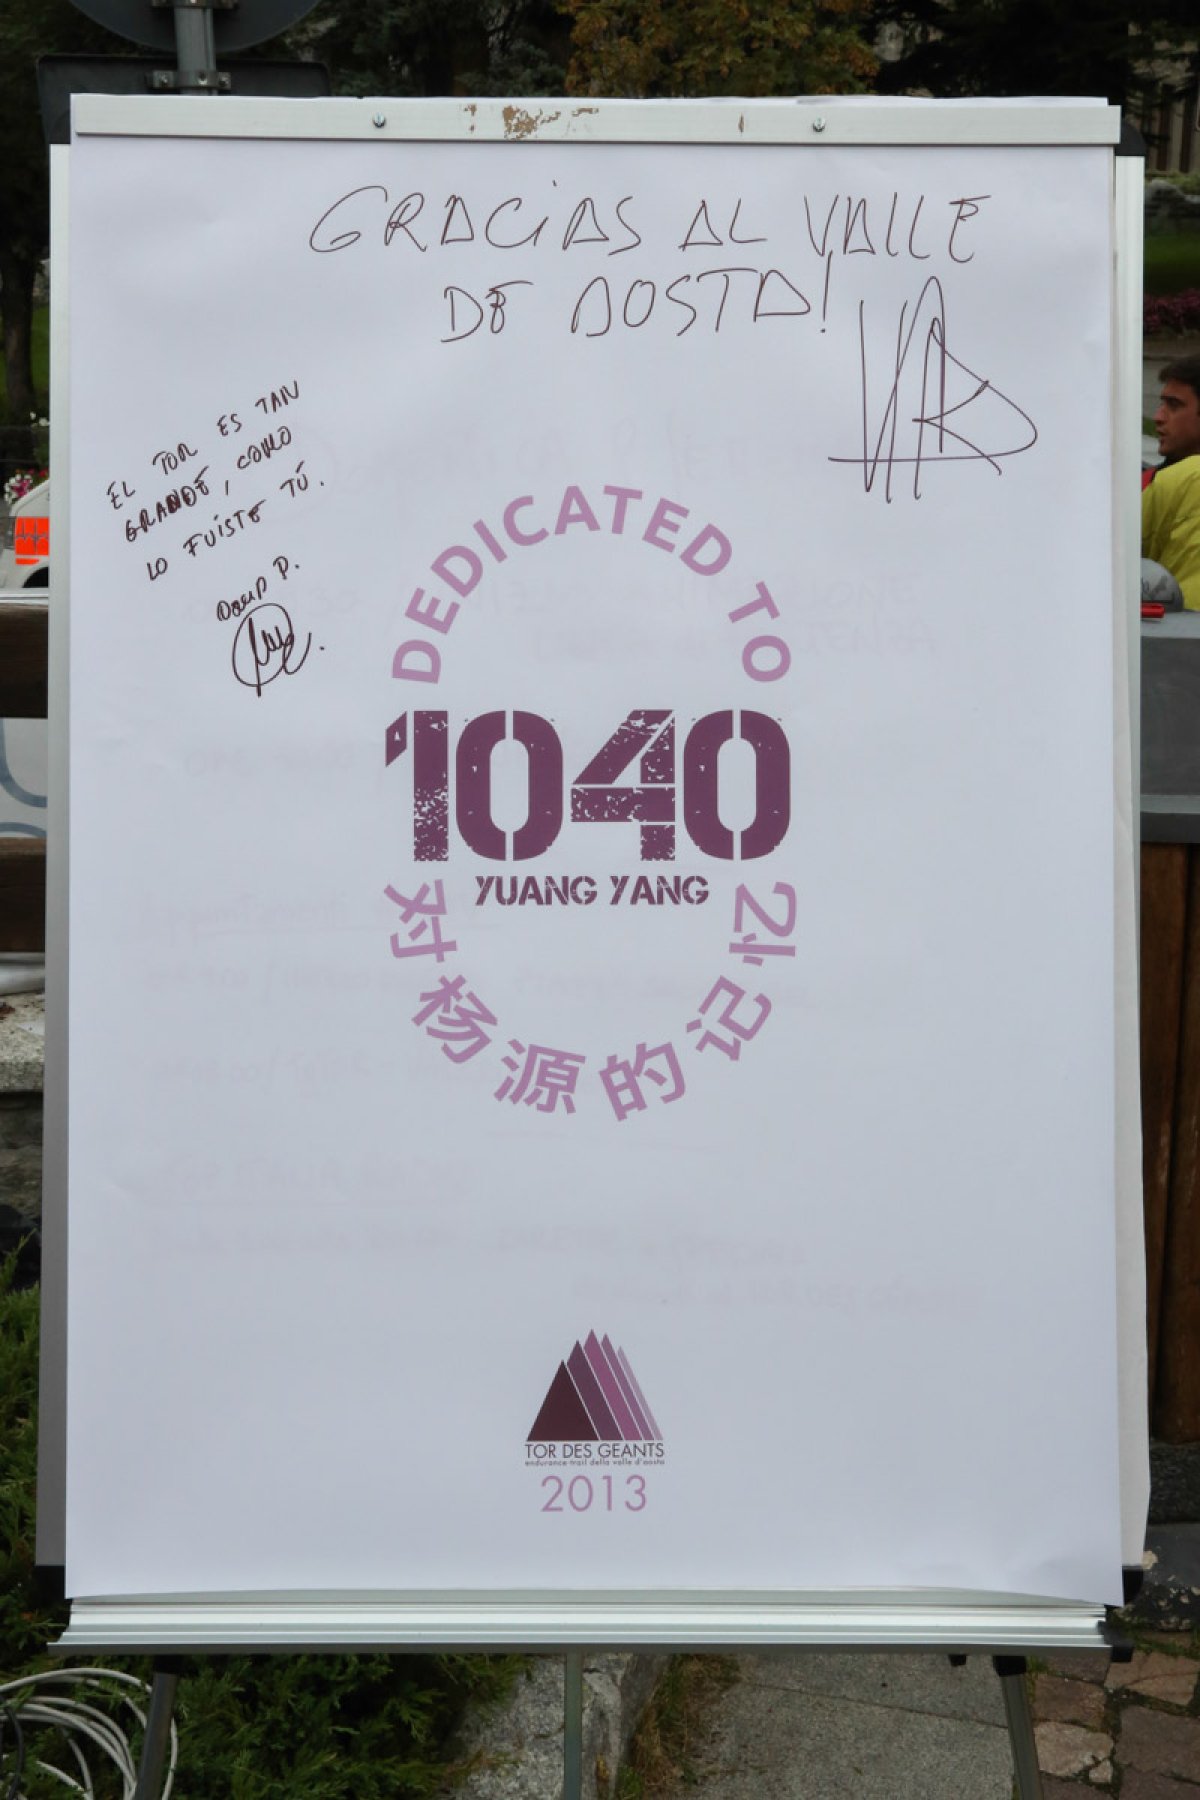 GRACIAS AL VALLE
DE AOSTA!
EL TOR ES TAN
GRANDE, COMO
LO FUISTE TÚ.
P.
DEDICATED TO
1040
YUANG YANG
对杨源的记忆
TOR DES GEANTS
endurance trail della valle d'aosta
2013